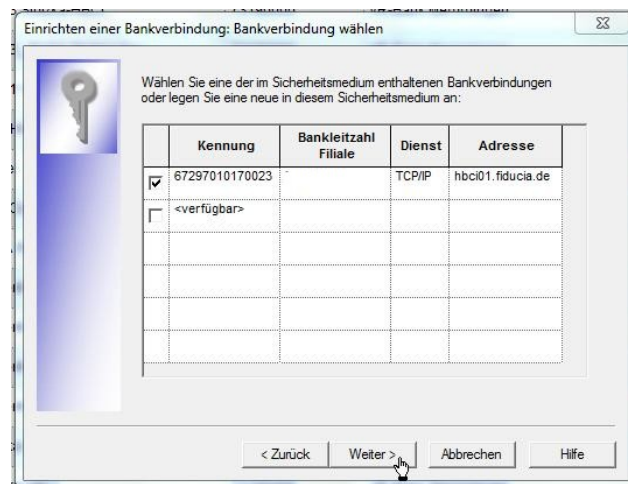 Einrichten einer Bankverbindung: Bankverbindung wählen
Wählen Sie eine der im Sicherheitsmedium enthaltenen Bankverbindungen
oder legen Sie eine neue in diesem Sicherheitsmedium an:
Kennung Bankleitzahl Filiale Dienst Adresse
67297010170023 TCP/IP hbci01.fiducia.de
<verfügbar>
< Zurück Weiter > Abbrechen Hilfe